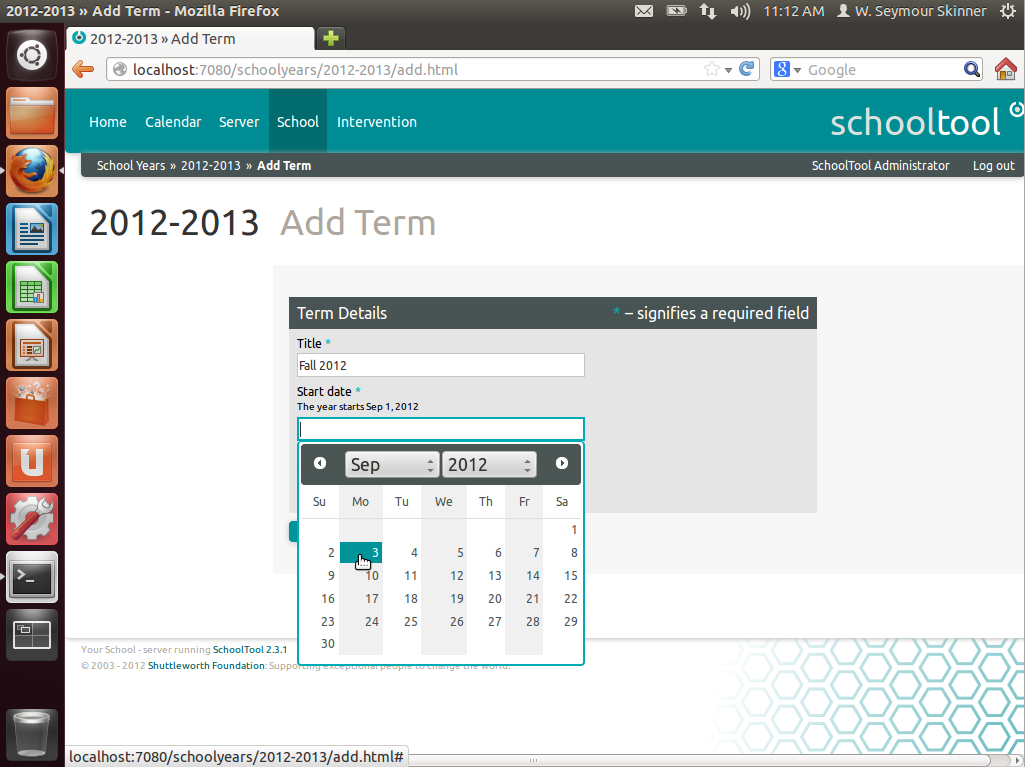 2012-2013 » Add Term - Mozilla Firefox
11:12 AM W. Seymour Skinner
2012-2013 » Add Term
localhost:7080/schoolyears/2012-2013/add.html
Google
Home Calendar Server School Intervention
schooltool
School Years » 2012-2013 » Add Term
SchoolTool Administrator Log out
2012-2013 Add Term
Term Details
* – signifies a required field
Title *
Fall 2012
Start date *
The year starts Sep 1, 2012
Sep 2012
Su Mo Tu We Th Fr Sa
1
2 3 4 5 6 7 8
9 10 11 12 13 14 15
16 17 18 19 20 21 22
23 24 25 26 27 28 29
30
Your School - server running SchoolTool 2.3.1
© 2003 - 2012 Shuttleworth Foundation: Supporting exceptional people to change the world.
localhost:7080/schoolyears/2012-2013/add.html#